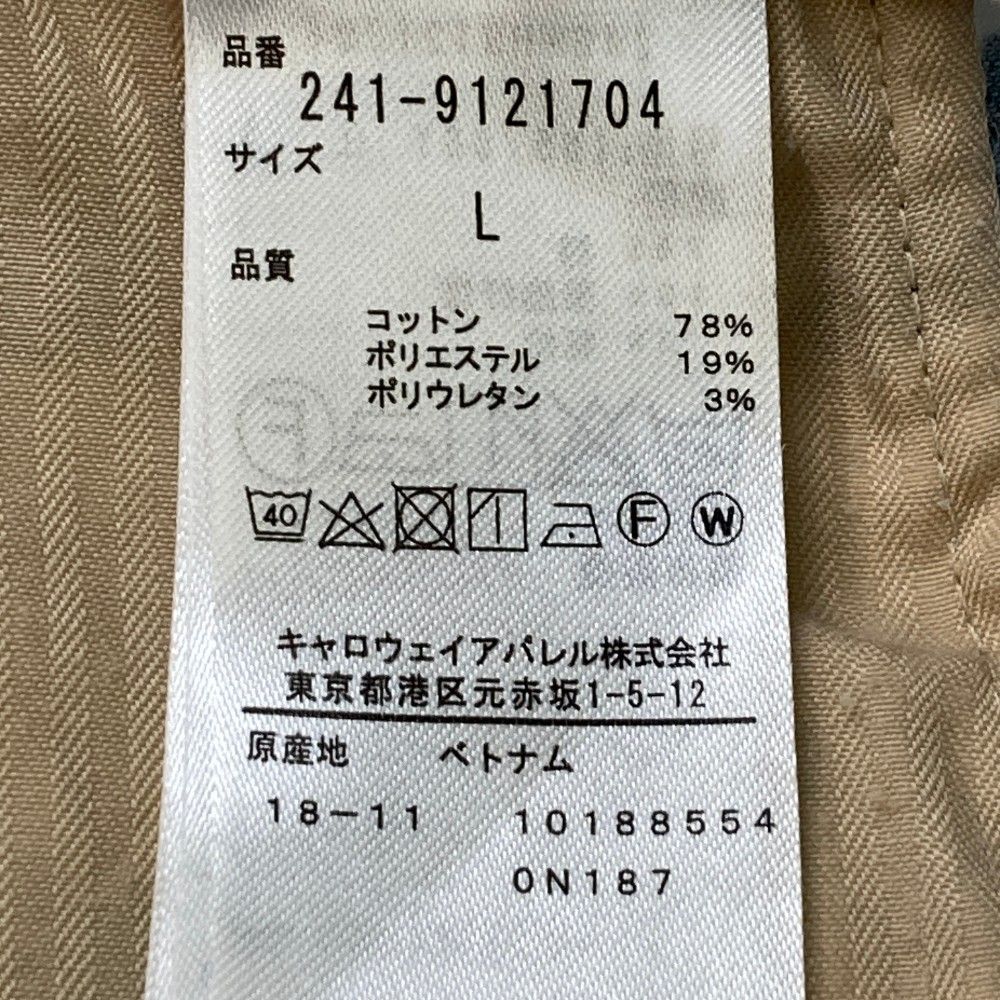 品番
241-9121704
サイズ
L
品質
コットン 78%
ポリエステル 19%
ポリウレタン 3%
40 F W
キャロウェイアパレル株式会社
東京都港区元赤坂1-5-12
原産地 ベトナム
18-11 10188554
0N187